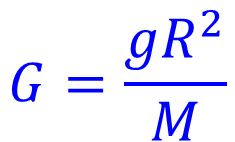 G = gR²/M